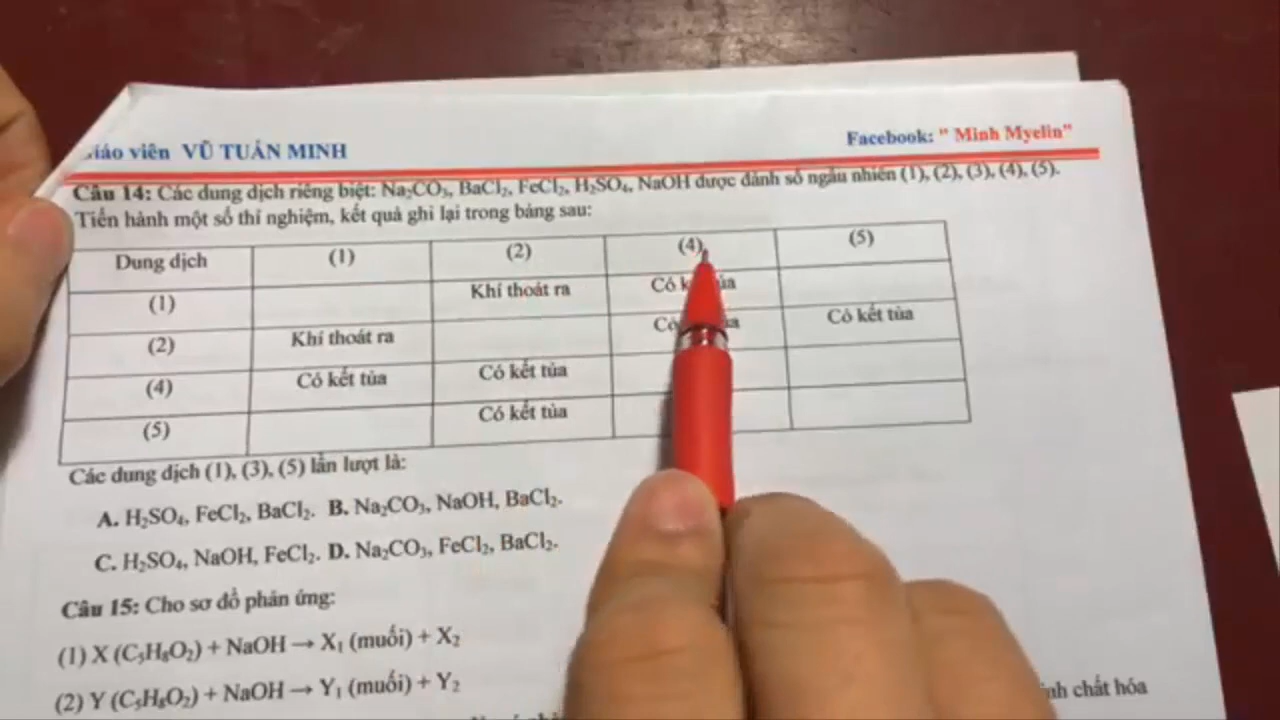 iáo viên VŨ TUẤN MINH
Facebook: " Minh Myelin"
Câu 14: Các dung dịch riêng biệt: Na₂CO₃, BaCl₂, FeCl₂, H₂SO₄, NaOH được đánh số ngẫu nhiên (1), (2), (3), (4), (5).
Tiến hành một số thí nghiệm, kết quả ghi lại trong bảng sau:
Dung dịch (1) (2) (4) (5)
(1) Khí thoát ra Có
(2) Khí thoát ra Có kết tủa
(4) Có kết tủa Có kết tủa
(5) Có kết tủa
Các dung dịch (1), (3), (5) lần lượt là:
A. H₂SO₄, FeCl₂, BaCl₂. B. Na₂CO₃, NaOH, BaCl₂.
C. H₂SO₄, NaOH, FeCl₂. D. Na₂CO₃, FeCl₂, BaCl₂.
Câu 15: Cho sơ đồ phản ứng:
(1) X (C₅H₈O₂) + NaOH → X₁ (muối) + X₂
(2) Y (C₅H₈O₂) + NaOH → Y₁ (muối) + Y₂
chất hóa